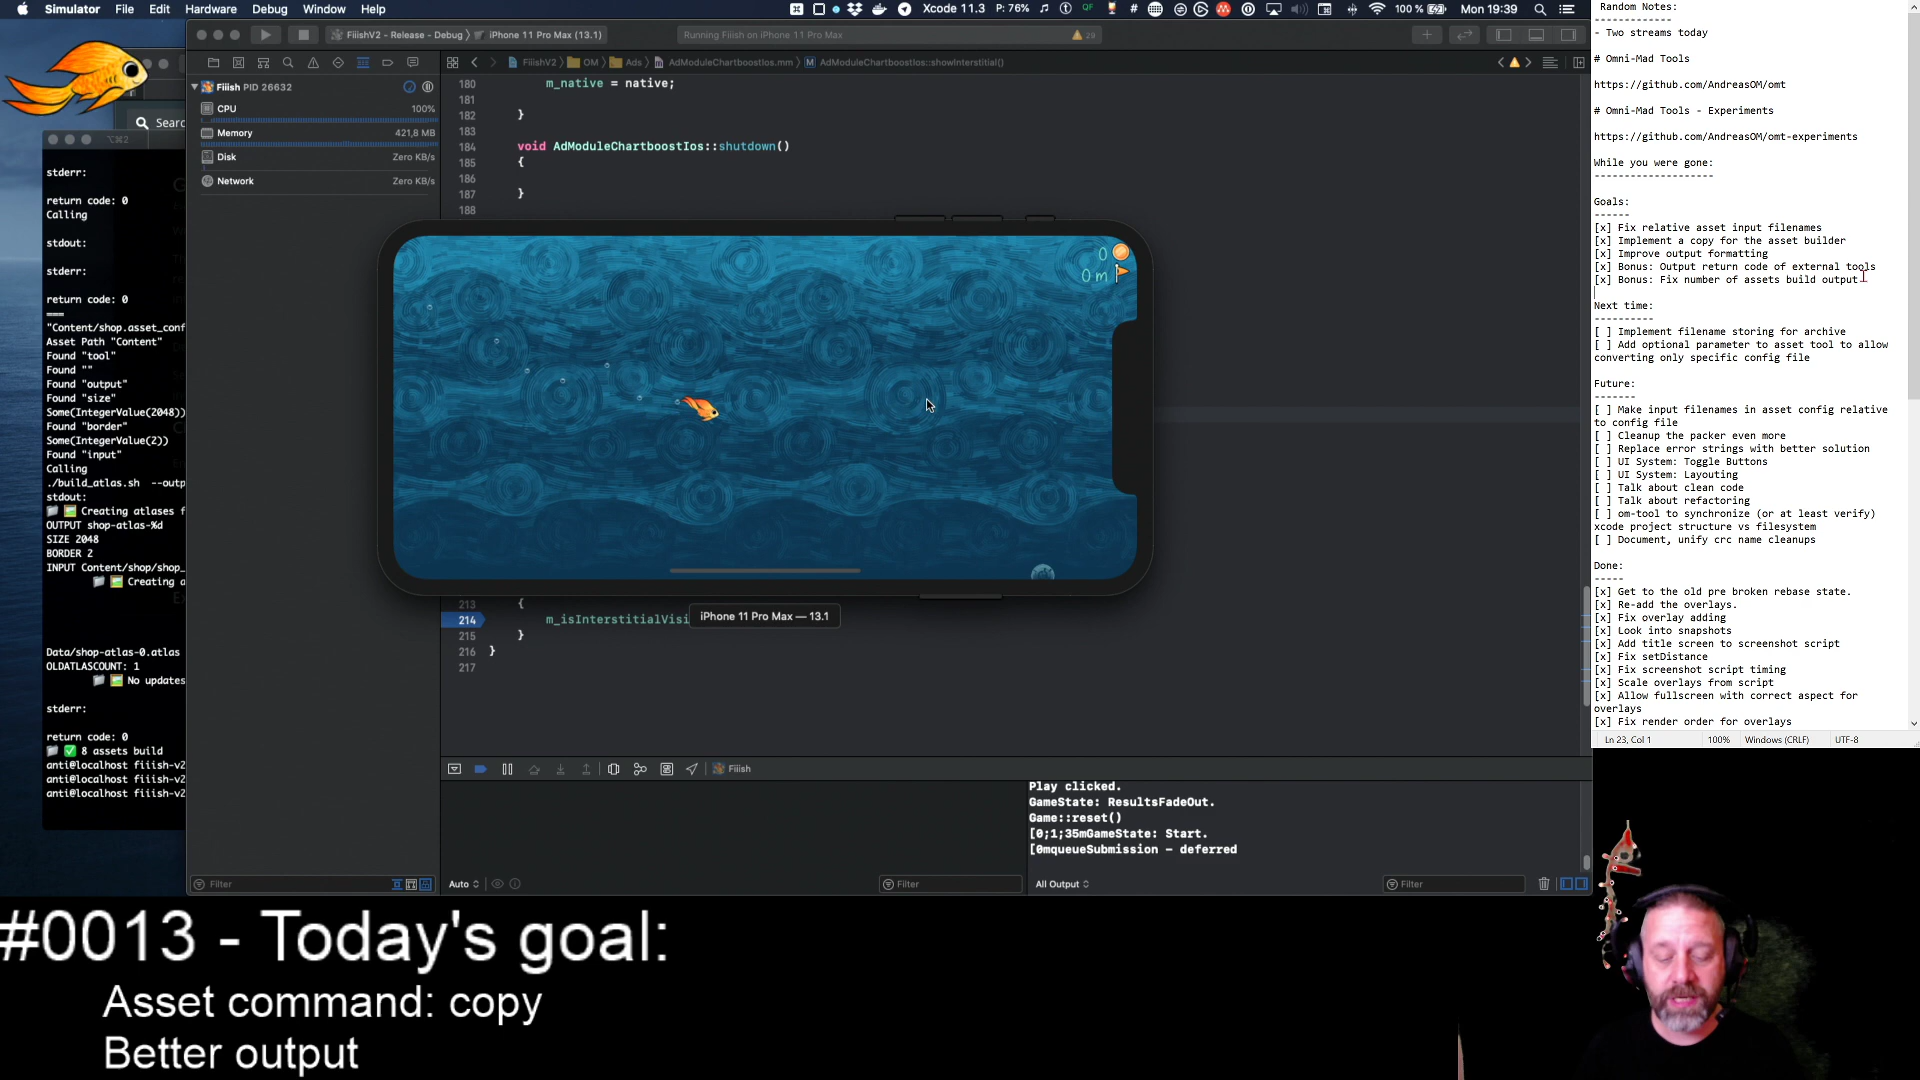 Simulator File Edit Hardware Debug Window Help
Xcode 11.3 P: 76% 100 % Mon 19:39
FiiishV2 - Release - Debug iPhone 11 Pro Max (13.1)
Running Fiiish on iPhone 11 Pro Max
29
FiiishV2 OM Ads AdModuleChartboostIos.mm AdModuleChartboostIos::showInterstitial()
Searc
⌥⌘2
stderr:
return code: 0
Calling
stdout:
stderr:
return code: 0
===
"Content/shop.asset_conf
Asset Path "Content"
Found "tool"
Found ""
Found "output"
Found "size"
Some(IntegerValue(2048))
Found "border"
Some(IntegerValue(2))
Found "input"
Calling
./build_atlas.sh --outp
stdout:
Creating atlases f
OUTPUT shop-atlas-%d
SIZE 2048
BORDER 2
INPUT Content/shop/shop_
Creating a
Data/shop-atlas-0.atlas
OLDATLASCOUNT: 1
No updates
stderr:
return code: 0
8 assets build
anti@localhost fiiish-v2
anti@localhost fiiish-v2
anti@localhost fiiish-v2
Fiiish PID 26632
CPU 100%
Memory 421,8 MB
Disk Zero KB/s
Network Zero KB/s
Filter
180 m_native = native;
181
182 }
183
184 void AdModuleChartboostIos::shutdown()
185 {
186
187 }
188
0
0 m
213 {
214 m_isInterstitialVisi
215 }
216 }
217
iPhone 11 Pro Max — 13.1
Fiiish
Play clicked.
GameState: ResultsFadeOut.
Game::reset()
[0;1;35mGameState: Start.
[0mqueueSubmission - deferred
Auto
Filter
All Output
Filter
Random Notes:
-------------
- Two streams today
# Omni-Mad Tools
https://github.com/AndreasOM/omt
# Omni-Mad Tools - Experiments
https://github.com/AndreasOM/omt-experiments
While you were gone:
--------------------
Goals:
------
[x] Fix relative asset input filenames
[x] Implement a copy for the asset builder
[x] Improve output formatting
[x] Bonus: Output return code of external tools
[x] Bonus: Fix number of assets build output
Next time:
----------
[ ] Implement filename storing for archive
[ ] Add optional parameter to asset tool to allow
converting only specific config file
Future:
-------
[ ] Make input filenames in asset config relative
to config file
[ ] Cleanup the packer even more
[ ] Replace error strings with better solution
[ ] UI System: Toggle Buttons
[ ] UI System: Layouting
[ ] Talk about clean code
[ ] Talk about refactoring
[ ] om-tool to synchronize (or at least verify)
xcode project structure vs filesystem
[ ] Document, unify crc name cleanups
Done:
-----
[x] Get to the old pre broken rebase state.
[x] Re-add the overlays.
[x] Fix overlay adding
[x] Look into snapshots
[x] Add title screen to screenshot script
[x] Fix setDistance
[x] Fix screenshot script timing
[x] Scale overlays from script
[x] Allow fullscreen with correct aspect for
overlays
[x] Fix render order for overlays
Ln 23, Col 1 100% Windows (CRLF) UTF-8
#0013 - Today's goal:
Asset command: copy
Better output